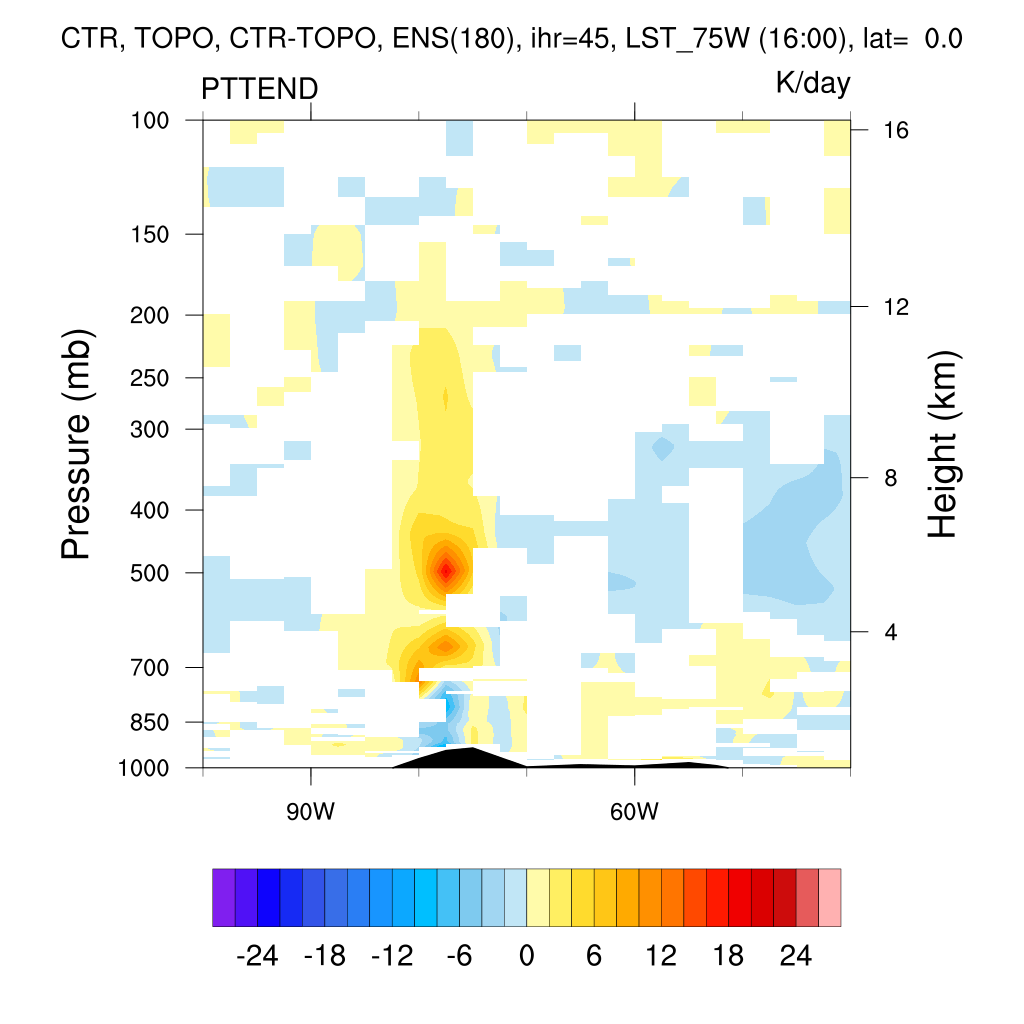 CTR, TOPO, CTR-TOPO, ENS(180), ihr=45, LST_75W (16:00), lat= 0.0
PTTEND K/day
100
150
200
250
300
400
500
700
850
1000
Pressure (mb)
16
12
8
4
Height (km)
90W 60W
-24 -18 -12 -6 0 6 12 18 24